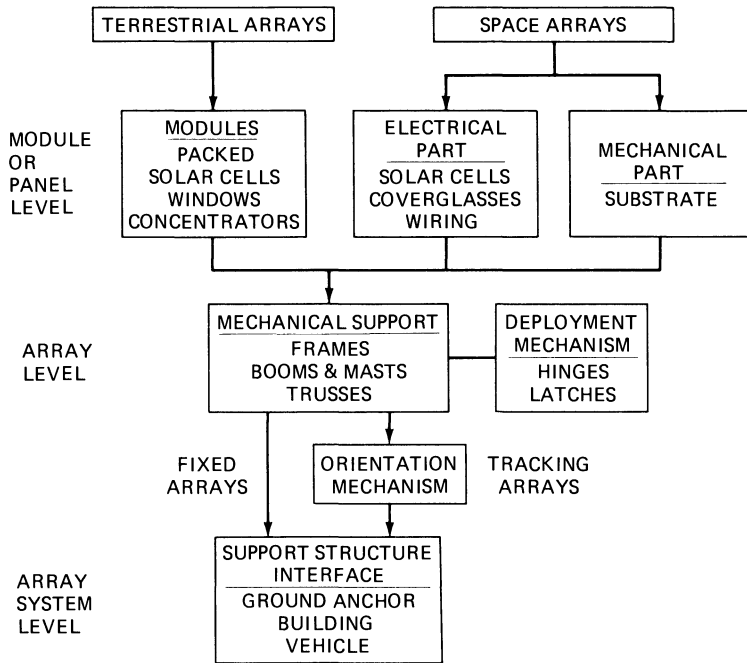 TERRESTRIAL ARRAYS
SPACE ARRAYS
MODULE
OR
PANEL
LEVEL
MODULES
PACKED
SOLAR CELLS
WINDOWS
CONCENTRATORS
ELECTRICAL
PART
SOLAR CELLS
COVERGLASSES
WIRING
MECHANICAL
PART
SUBSTRATE
ARRAY
LEVEL
MECHANICAL SUPPORT
FRAMES
BOOMS & MASTS
TRUSSES
DEPLOYMENT
MECHANISM
HINGES
LATCHES
FIXED
ARRAYS
ORIENTATION
MECHANISM
TRACKING
ARRAYS
ARRAY
SYSTEM
LEVEL
SUPPORT STRUCTURE
INTERFACE
GROUND ANCHOR
BUILDING
VEHICLE